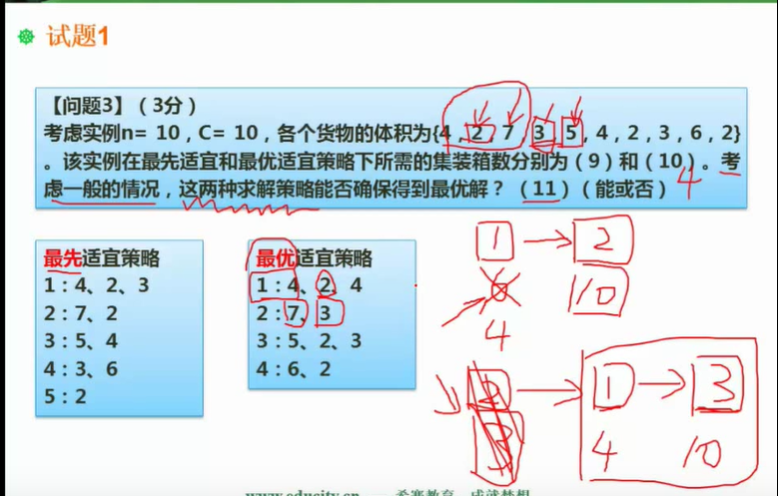 试题1
【问题3】（3分）
考虑实例n= 10，C= 10，各个货物的体积为{4，2，7，3，5，4，2，3，6，2}
。该实例在最先适宜和最优适宜策略下所需的集装箱数分别为（9）和（10）。考
虑一般的情况，这两种求解策略能否确保得到最优解？（11）（能或否）
4
最先适宜策略
1：4、2、3
2：7、2
3：5、4
4：3、6
5：2
最优适宜策略
1：4、2、4
2：7、3
3：5、2、3
4：6、2
1 2
10
4
2 1 3
3 4 10
www.educity.cn 希赛教育，成就梦想